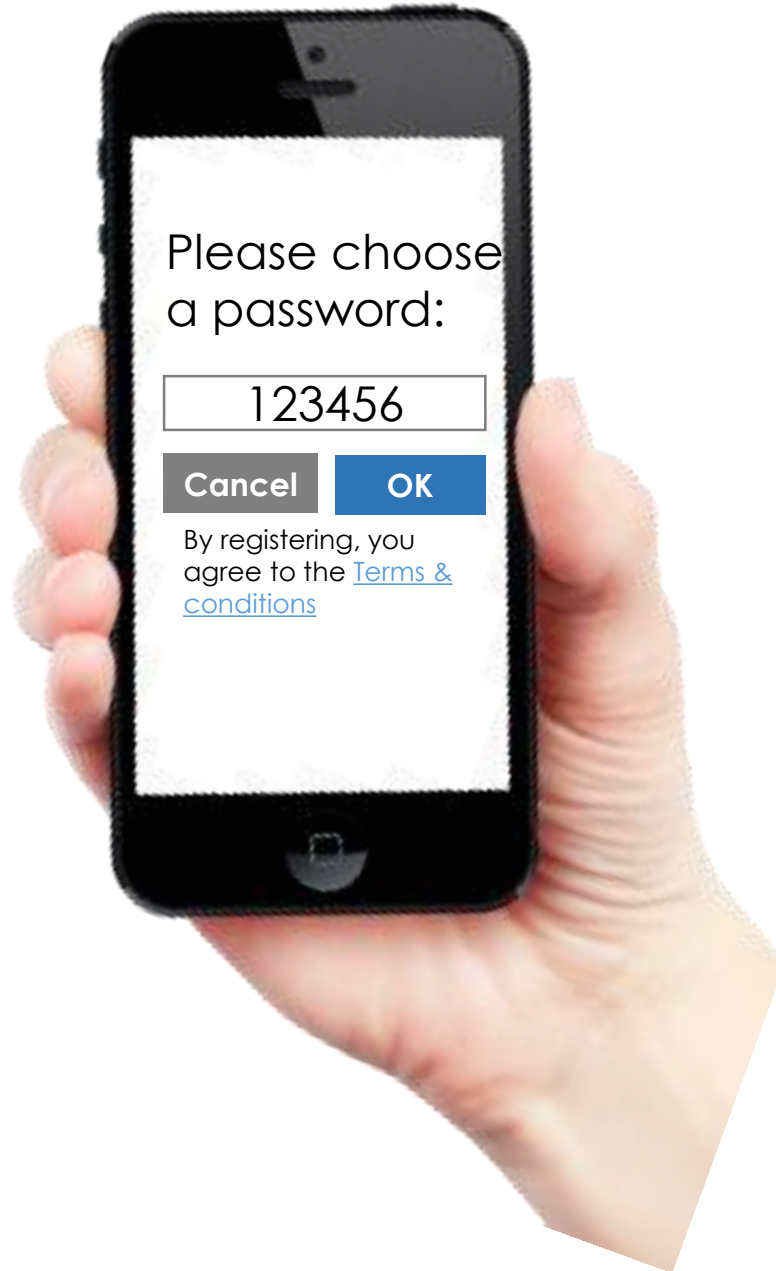 Please choose
a password:
123456
Cancel OK
By registering, you
agree to the Terms &
conditions